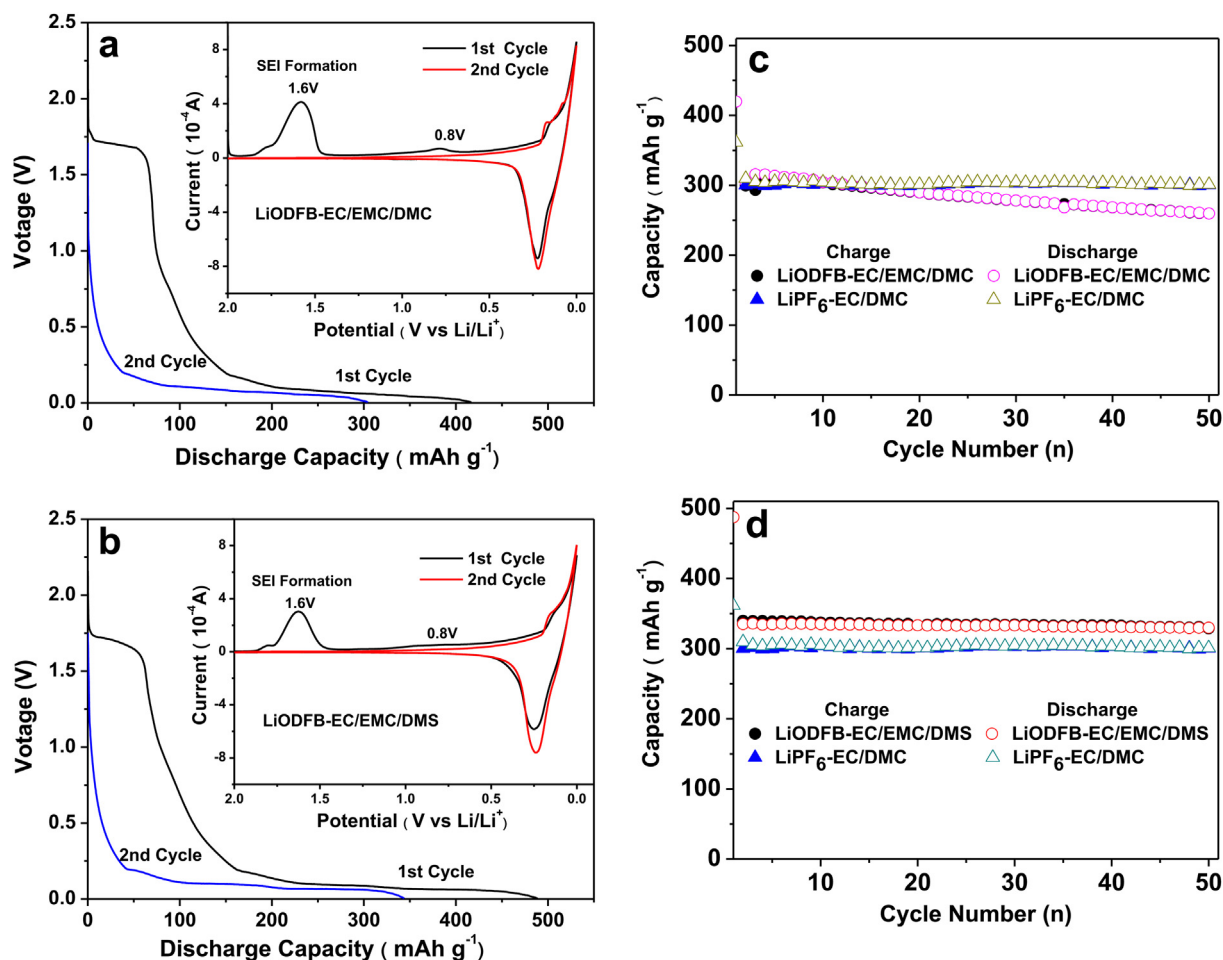 a
2.5
2.0
1.5
1.0
0.5
0.0
Votage (V)
0 100 200 300 400 500
Discharge Capacity ( mAh g-1)
2nd Cycle
1st Cycle
8
4
0
-4
-8
Current ( 10-4A)
SEI Formation
1.6V
0.8V
1st Cycle
2nd Cycle
LiODFB-EC/EMC/DMC
2.0 1.5 1.0 0.5 0.0
Potential ( V vs Li/Li+)
c
500
400
300
200
100
0
Capacity ( mAh g-1)
Charge Discharge
LiODFB-EC/EMC/DMC LiODFB-EC/EMC/DMC
LiPF6-EC/DMC LiPF6-EC/DMC
10 20 30 40 50
Cycle Number (n)
b
2.5
2.0
1.5
1.0
0.5
0.0
Votage (V)
0 100 200 300 400 500
Discharge Capacity ( mAh g-1)
2nd Cycle
1st Cycle
8
4
0
-4
-8
Current ( 10-4A)
SEI Formation
1.6V
0.8V
1st Cycle
2nd Cycle
LiODFB-EC/EMC/DMS
2.0 1.5 1.0 0.5 0.0
Potential ( V vs Li/Li+)
d
500
400
300
200
100
0
Capacity ( mAh g-1)
Charge Discharge
LiODFB-EC/EMC/DMS LiODFB-EC/EMC/DMS
LiPF6-EC/DMC LiPF6-EC/DMC
10 20 30 40 50
Cycle Number (n)